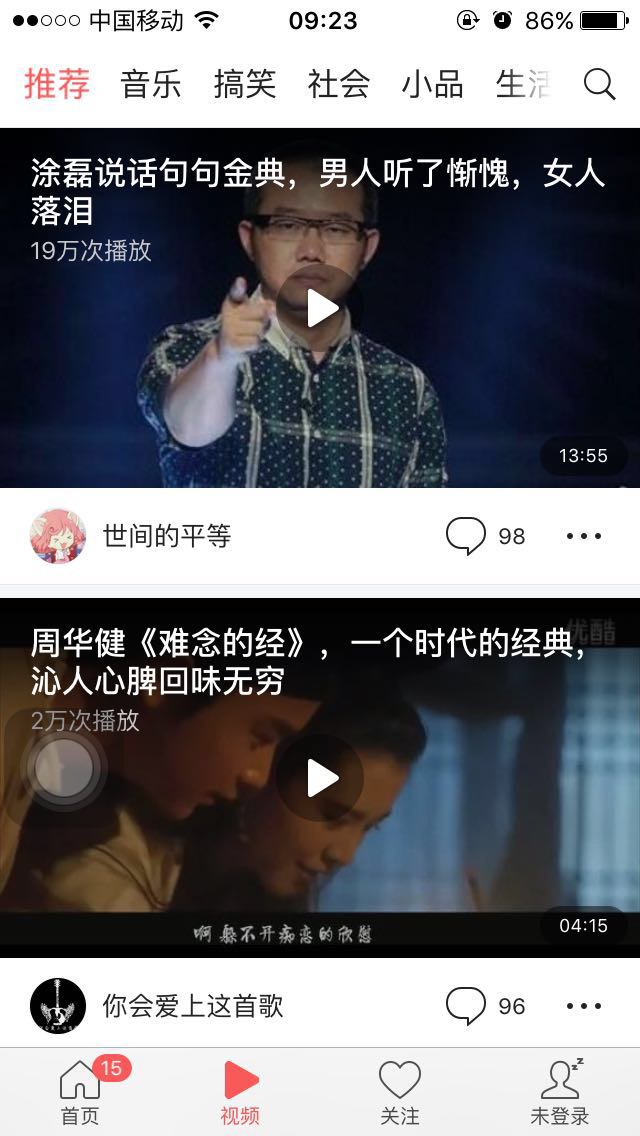 中国移动 09:23 86%
推荐 音乐 搞笑 社会 小品 生活
涂磊说话句句金典，男人听了惭愧，女人
落泪
19万次播放
13:55
世间的平等 98
优酷
周华健《难念的经》，一个时代的经典，
沁人心脾回味无穷
2万次播放
啊 躲不开痴恋的欣慰
04:15
你会爱上这首歌 96
15
首页 视频 关注 未登录